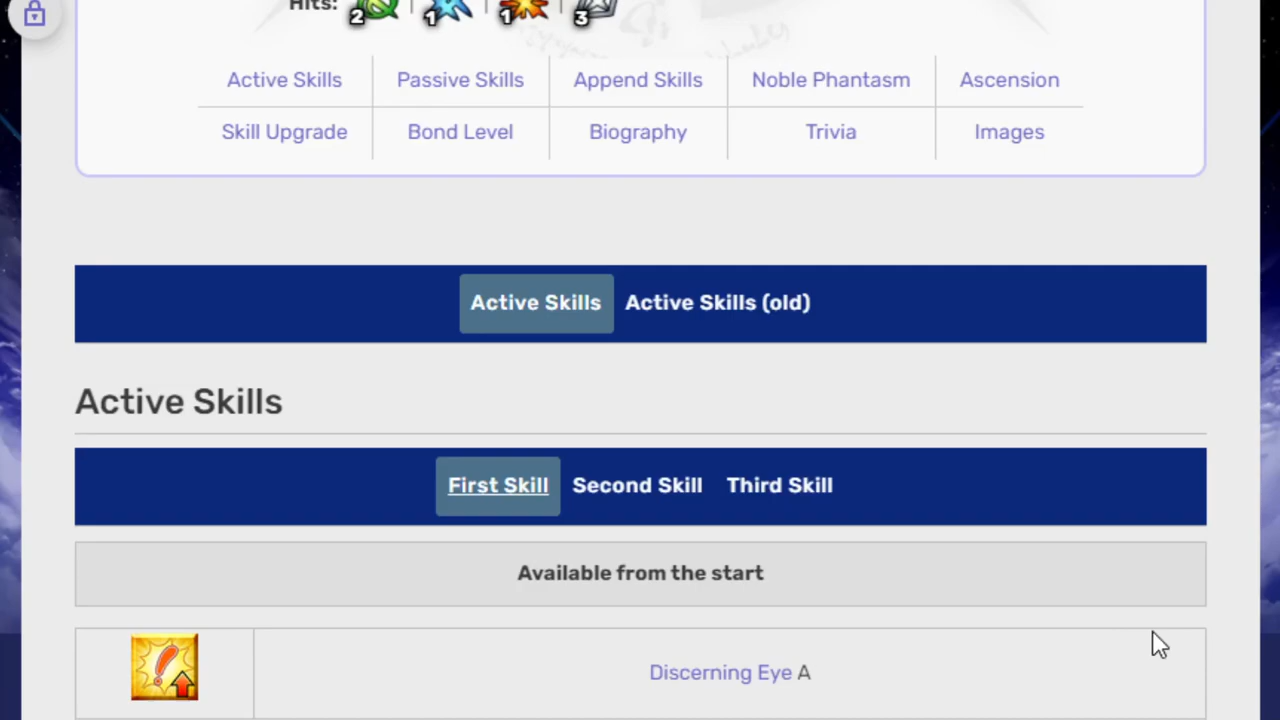 Hits: 2 1 1 3
Active Skills Passive Skills Append Skills Noble Phantasm Ascension
Skill Upgrade Bond Level Biography Trivia Images
Active Skills Active Skills (old)
Active Skills
First Skill Second Skill Third Skill
Available from the start
Discerning Eye A